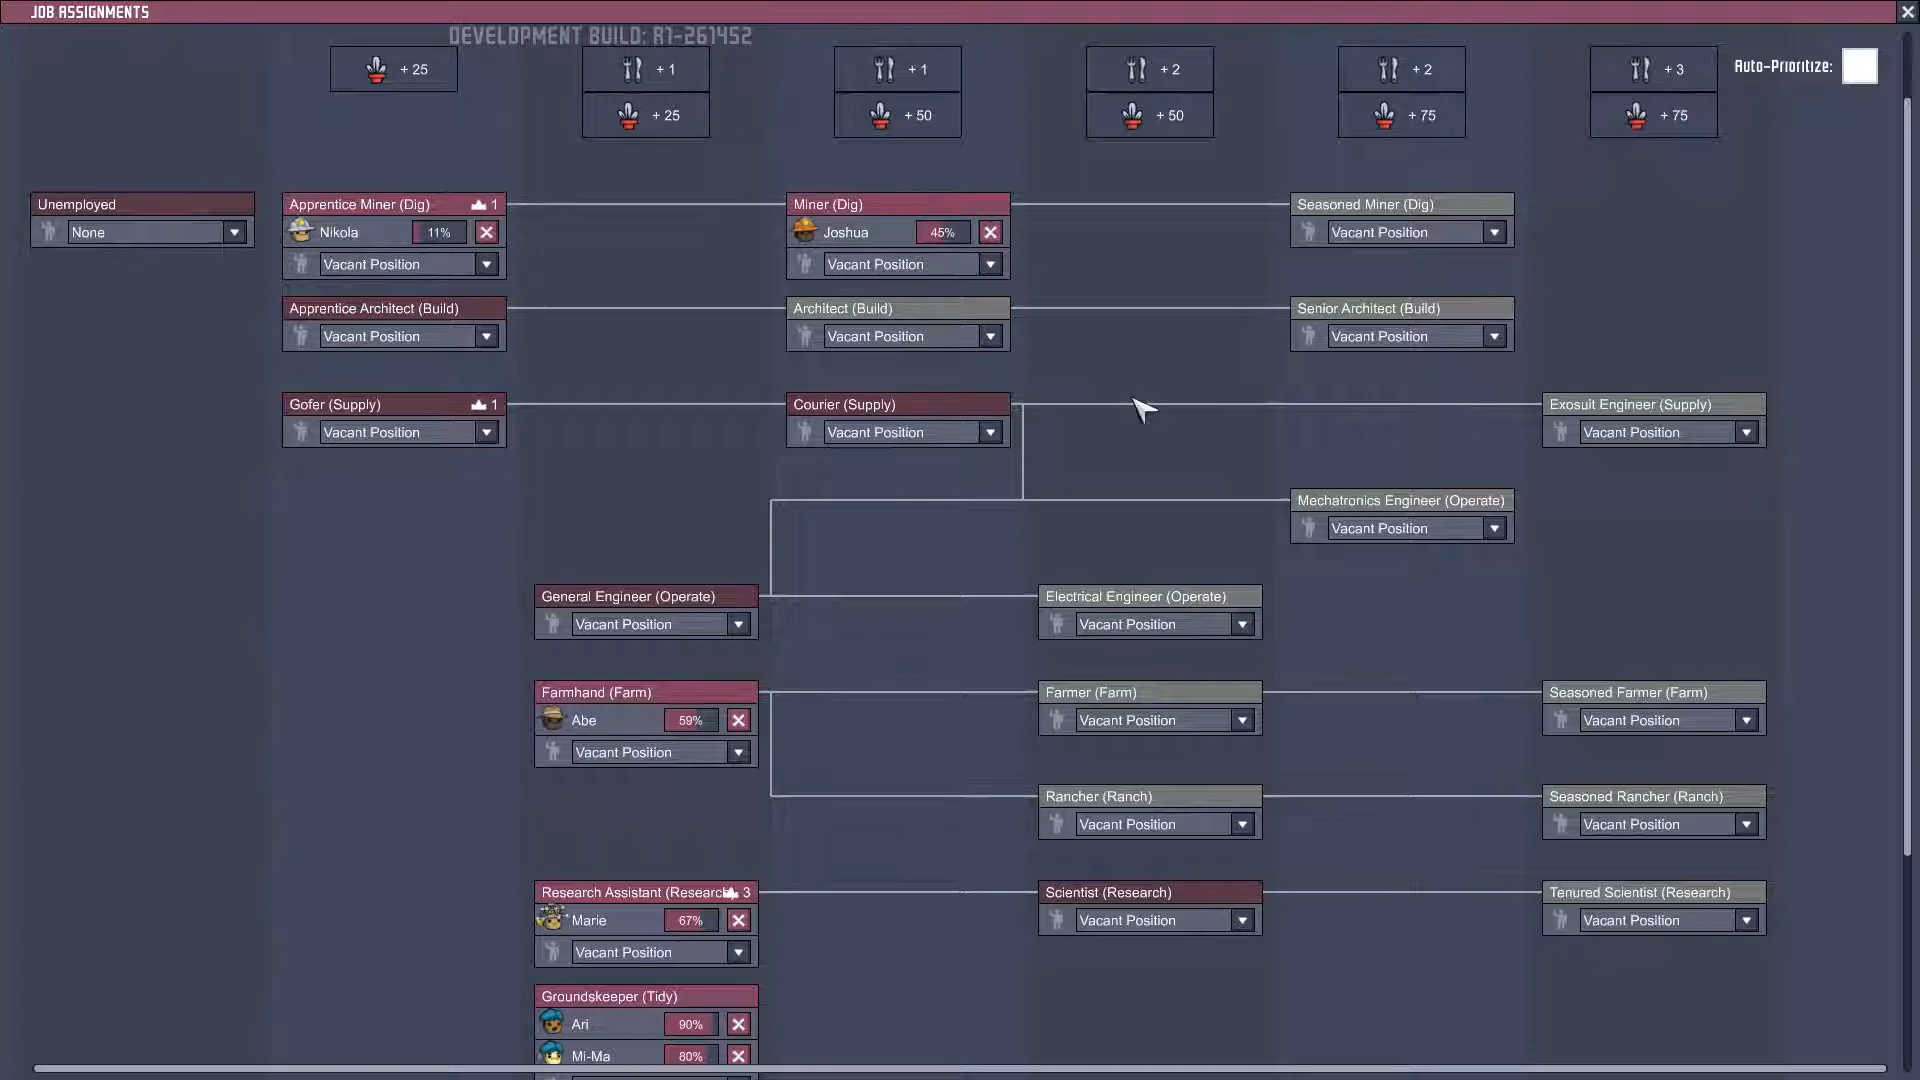 JOB ASSIGNMENTS
DEVELOPMENT BUILD: R1-261452
+ 25
+ 1
+ 1
+ 2
+ 2
+ 3
Auto-Prioritize:
+ 25
+ 50
+ 50
+ 75
+ 75
Unemployed
Apprentice Miner (Dig) 1
Miner (Dig)
Seasoned Miner (Dig)
None
Nikola 11%
Joshua 45%
Vacant Position
Vacant Position
Vacant Position
Apprentice Architect (Build)
Architect (Build)
Senior Architect (Build)
Vacant Position
Vacant Position
Vacant Position
Gofer (Supply) 1
Courier (Supply)
Exosuit Engineer (Supply)
Vacant Position
Vacant Position
Vacant Position
Mechatronics Engineer (Operate)
Vacant Position
General Engineer (Operate)
Electrical Engineer (Operate)
Vacant Position
Vacant Position
Farmhand (Farm)
Farmer (Farm)
Seasoned Farmer (Farm)
Abe 59%
Vacant Position
Vacant Position
Vacant Position
Rancher (Ranch)
Seasoned Rancher (Ranch)
Vacant Position
Vacant Position
Research Assistant (Research 3
Scientist (Research)
Tenured Scientist (Research)
Marie 67%
Vacant Position
Vacant Position
Vacant Position
Groundskeeper (Tidy)
Ari 90%
Mi-Ma 80%